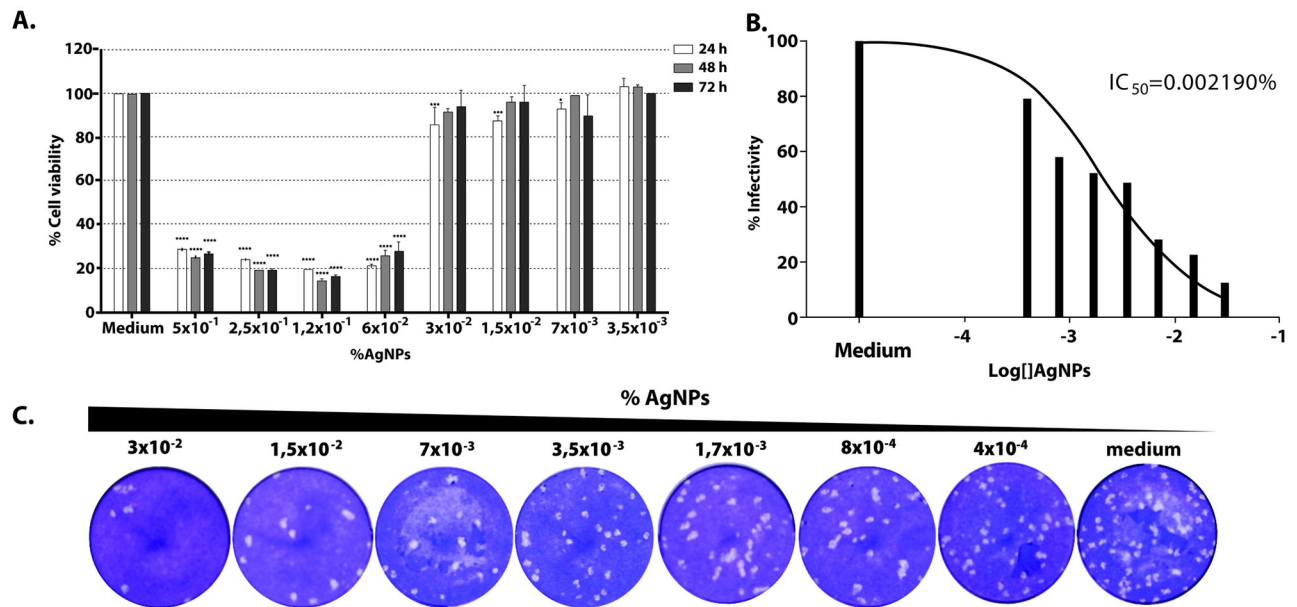 A.
120
100
80
60
40
20
0
% Cell viability
24 h
48 h
72 h
**** **** ****
**** **** ****
**** **** ****
**** **** ****
***
***
*
Medium 5x10⁻¹ 2,5x10⁻¹ 1,2x10⁻¹ 6x10⁻² 3x10⁻² 1,5x10⁻² 7x10⁻³ 3,5x10⁻³
%AgNPs
B.
100
80
60
40
20
0
% Infectivity
IC₅₀=0.002190%
Medium -4 -3 -2 -1
Log[]AgNPs
C.
% AgNPs
3x10⁻² 1,5x10⁻² 7x10⁻³ 3,5x10⁻³ 1,7x10⁻³ 8x10⁻⁴ 4x10⁻⁴ medium